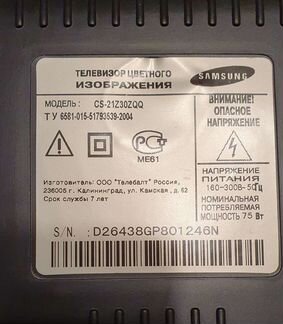 ТЕЛЕВИЗОР ЦВЕТНОГО
ИЗОБРАЖЕНИЯ
SAMSUNG
МОДЕЛЬ: CS-21Z30ZQQ
ТУ 6581-015-51793539-2004
ВНИМАНИЕ!
ОПАСНОЕ
НАПРЯЖЕНИЕ
МЕ61
Изготовитель: ООО "Телебалт" Россия,
236005 г. Калининград, ул. Камская, д.62
Срок службы 7 лет
НАПРЯЖЕНИЕ
ПИТАНИЯ
160-300В~50Гц
НОМИНАЛЬНАЯ
ПОТРЕБЛЯЕМАЯ
МОЩНОСТЬ 75 Вт
S/N. : D26438GP801246N